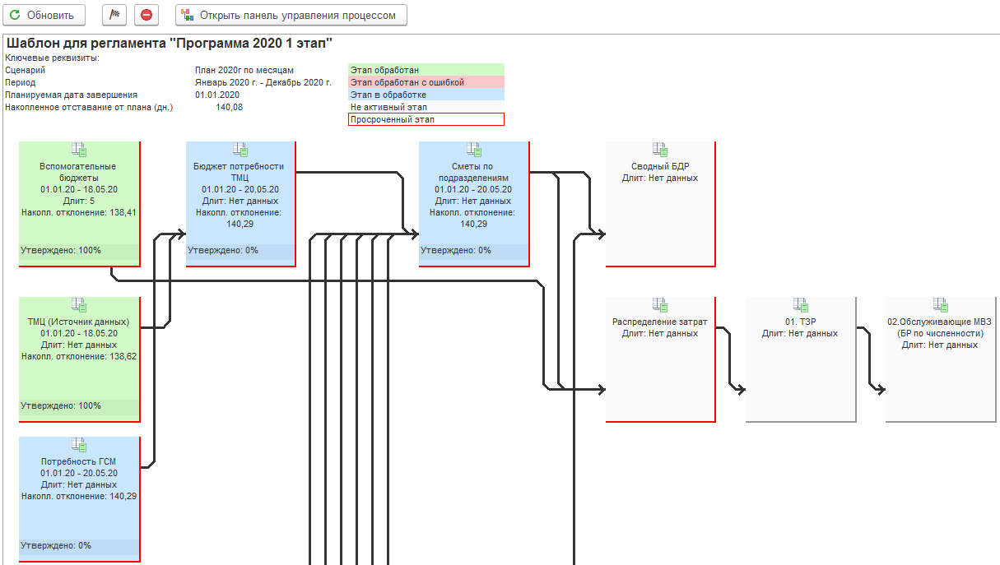 Обновить
Открыть панель управления процессом
Шаблон для регламента "Программа 2020 1 этап"
Ключевые реквизиты:
Сценарий План 2020г по месяцам Этап обработан
Период Январь 2020 г. - Декабрь 2020 г. Этап обработан с ошибкой
Планируемая дата завершения 01.01.2020 Этап в обработке
Накопленное отставание от плана (дн.) 140,08 Не активный этап
Просроченный этап
Вспомогательные
бюджеты
01.01.20 - 18.05.20
Длит: 5
Накопл. отклонение: 138,41
Утверждено: 100%
Бюджет потребности
ТМЦ
01.01.20 - 20.05.20
Длит: Нет данных
Накопл. отклонение:
140,29
Утверждено: 0%
Сметы по
подразделениям
01.01.20 - 20.05.20
Длит: Нет данных
Накопл. отклонение:
140,29
Утверждено: 0%
Сводный БДР
Длит: Нет данных
ТМЦ (Источник данных)
01.01.20 - 18.05.20
Длит: Нет данных
Накопл. отклонение: 138,62
Утверждено: 100%
Распределение затрат
Длит: Нет данных
01. ТЗР
Длит: Нет данных
02.Обслуживающие МВЗ
(БР по численности)
Длит: Нет данных
Потребность ГСМ
01.01.20 - 20.05.20
Длит: Нет данных
Накопл. отклонение: 140,29
Утверждено: 0%